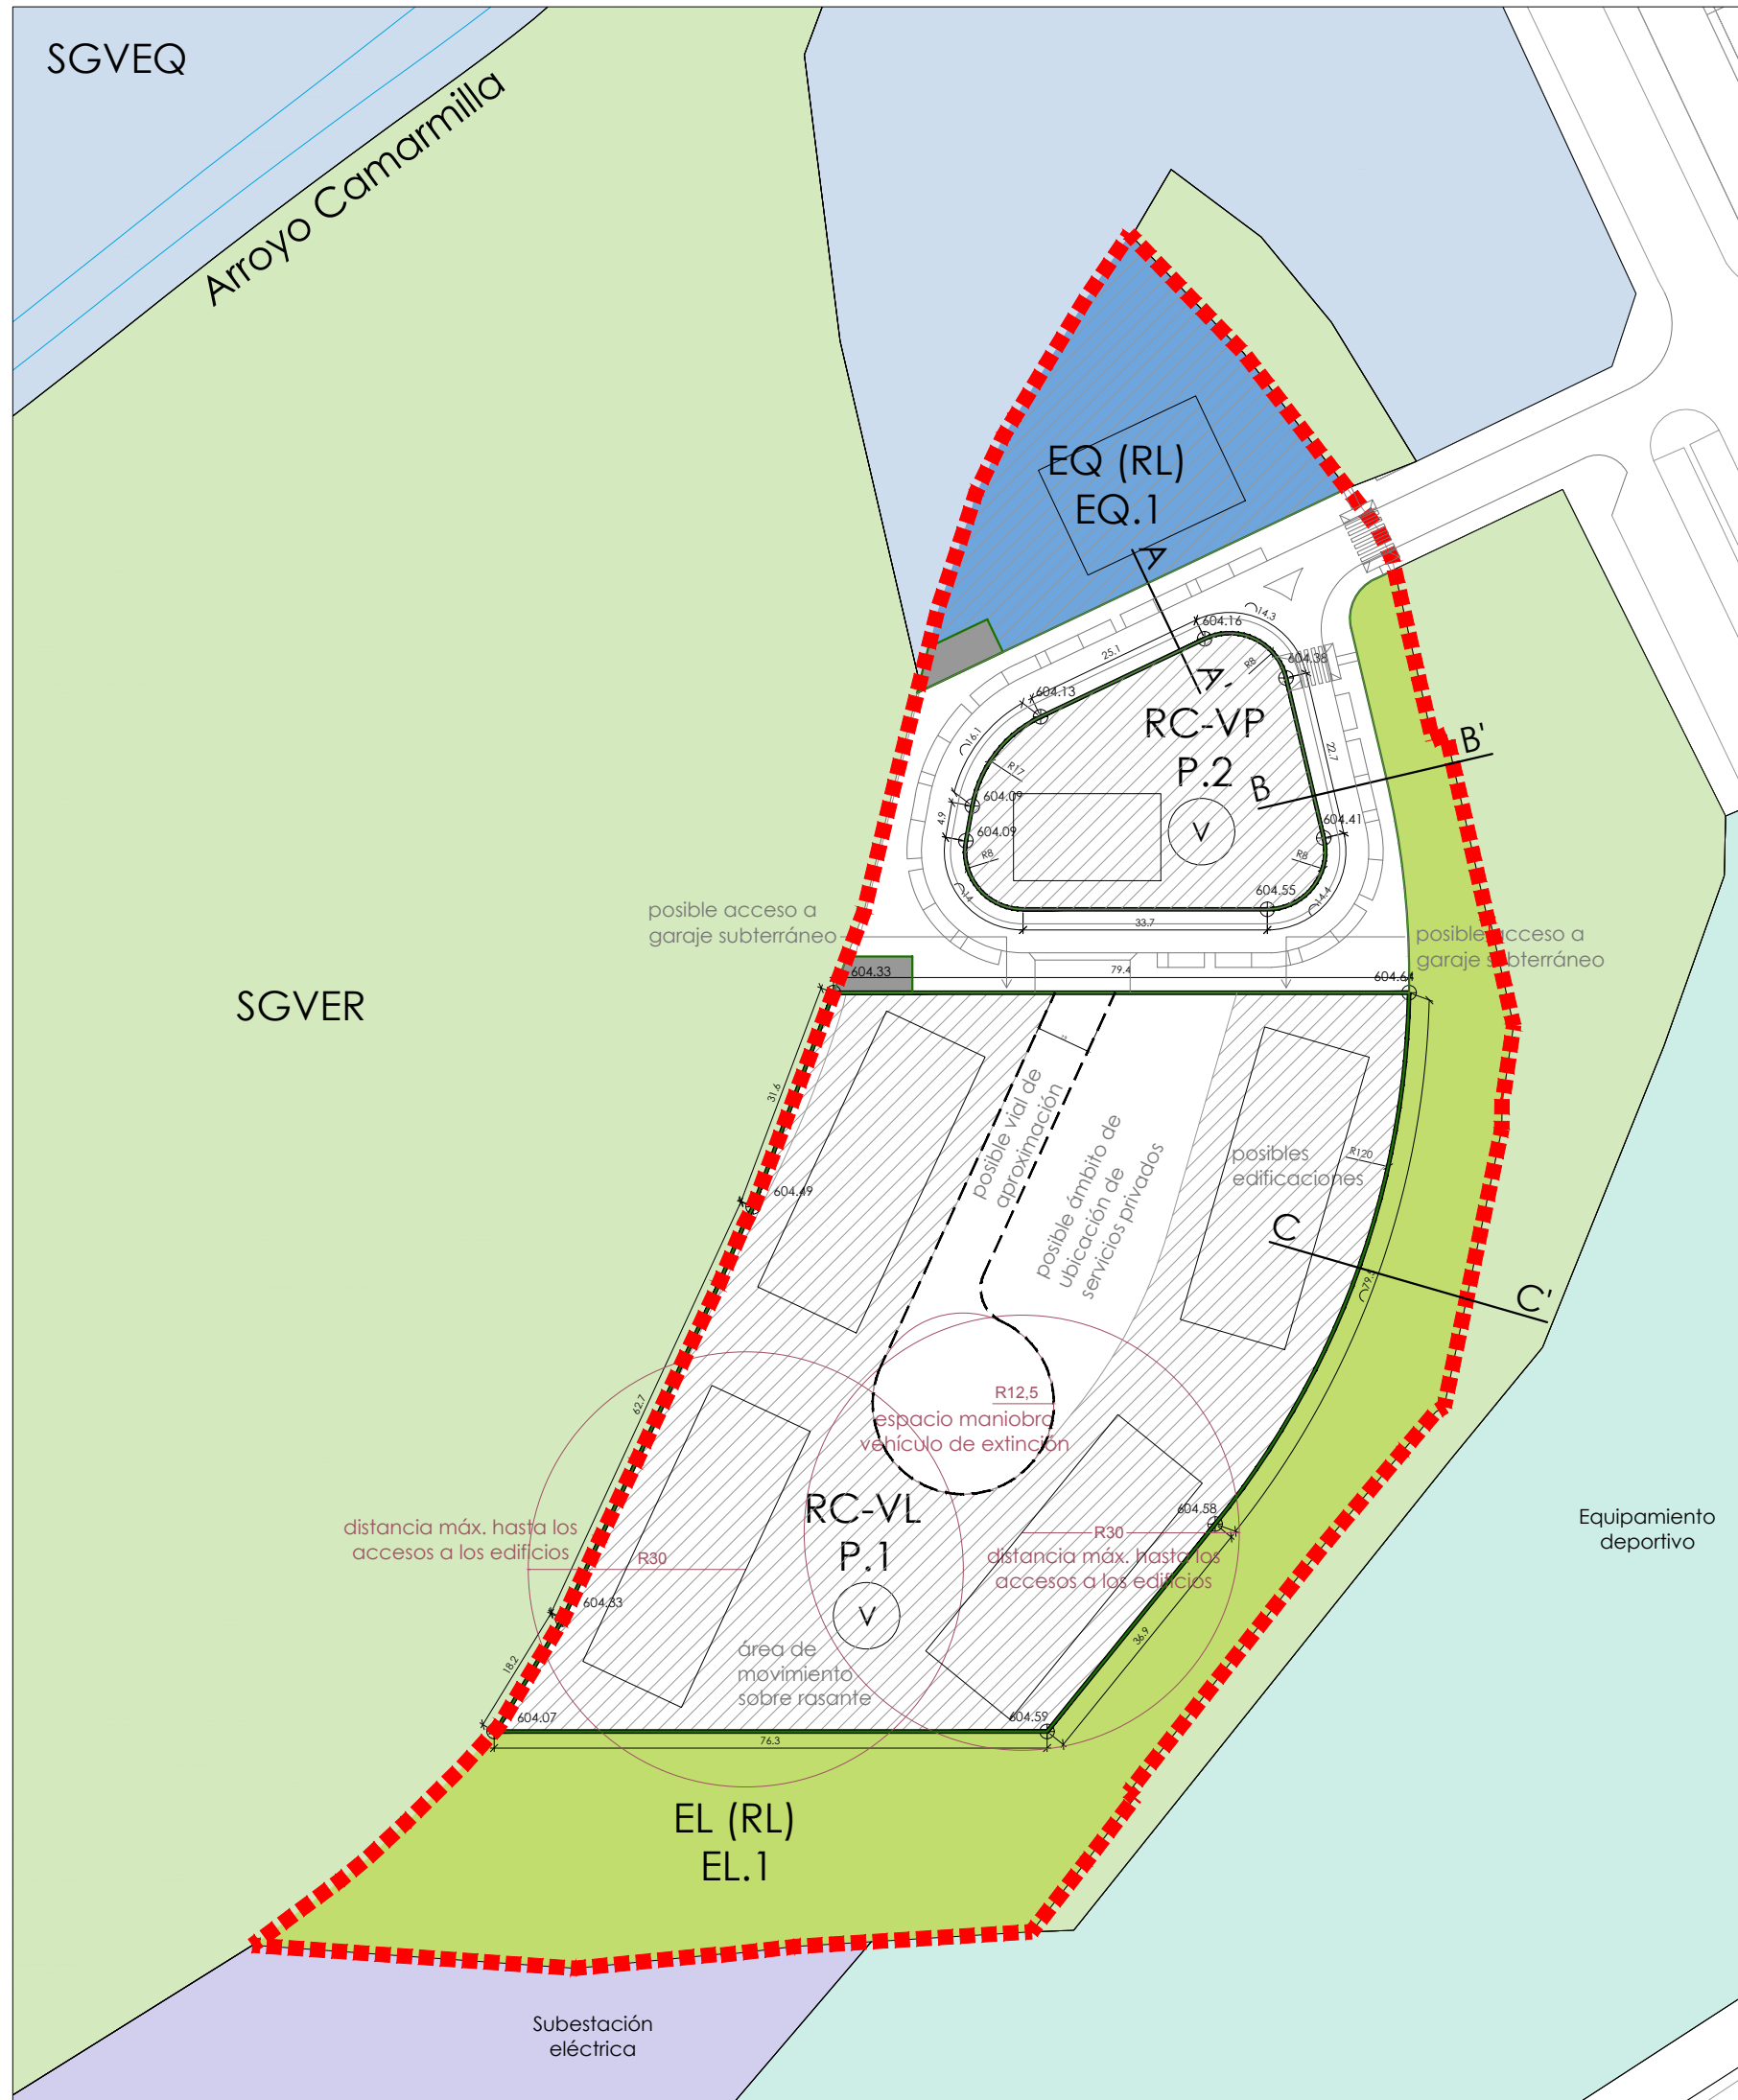 SGVEQ
Arroyo Camarmilla
EQ (RL)
EQ.1
A
604.16
14.3
25.1
R8
604.38
604.13
A'
RC-VP
P.2
V
16.1
R17
22.7
B'
B
604.09
4.9
604.09
604.41
R8
R8
604.55
14
14.4
33.7
posible acceso a
garaje subterráneo
posible acceso a
garaje subterráneo
604.33
79.4
604.64
SGVER
31.6
posible vial de
aproximación
posible ámbito de
ubicación de
servicios privados
posibles
edificaciones
R120
604.49
C
C'
62.7
R12,5
espacio maniobra
vehículo de extinción
RC-VL
P.1
V
604.58
Equipamiento
deportivo
distancia máx. hasta los
accesos a los edificios
R30
R30
distancia máx. hasta los
accesos a los edificios
604.33
18.2
36.9
área de
movimiento
sobre rasante
604.07
604.59
76.3
EL (RL)
EL.1
Subestación
eléctrica